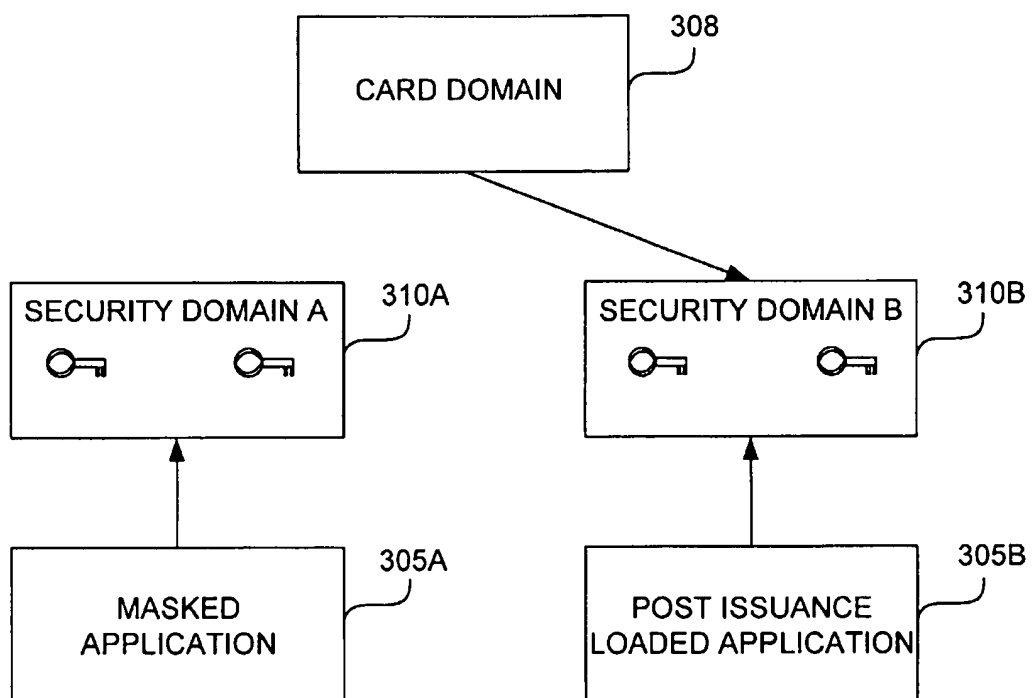 308
CARD DOMAIN
310A
SECURITY DOMAIN A
310B
SECURITY DOMAIN B
305A
MASKED
APPLICATION
305B
POST ISSUANCE
LOADED APPLICATION